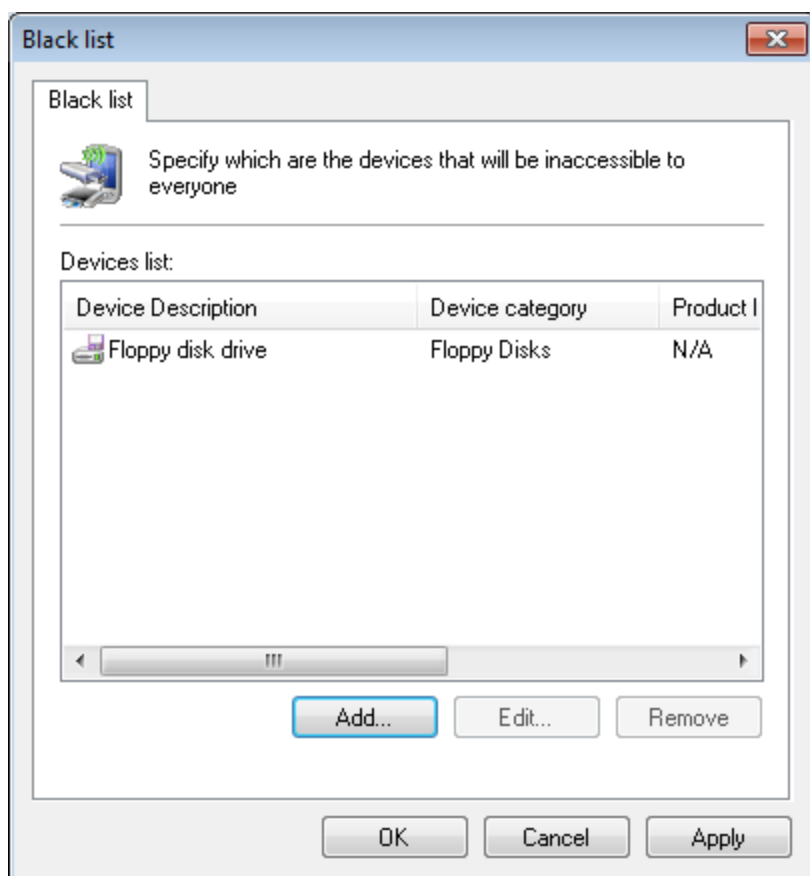 Black list
Black list
Specify which are the devices that will be inaccessible to
everyone
Devices list:
Device Description Device category Product I
Floppy disk drive Floppy Disks N/A
Add... Edit... Remove
OK Cancel Apply